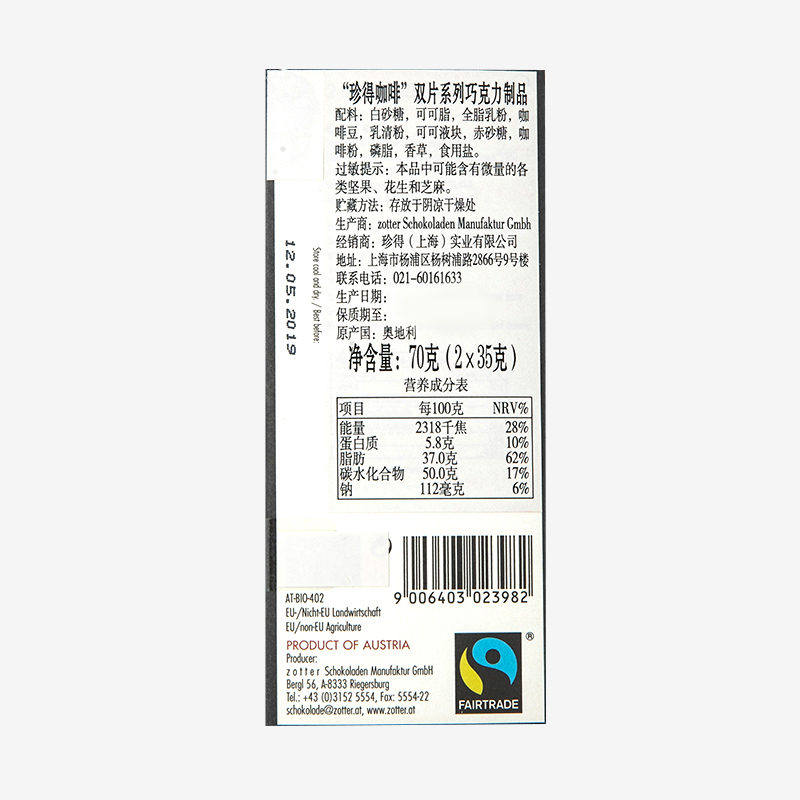 “珍得咖啡”双片系列巧克力制品
配料：白砂糖，可可脂，全脂乳粉，咖
啡豆，乳清粉，可可液块，赤砂糖，咖
啡粉，磷脂，香草，食用盐。
过敏提示：本品中可能含有微量的各
类坚果、花生和芝麻。
贮藏方法：存放于阴凉干燥处
生产商：zotter Schokoladen Manufaktur Gmbh
经销商：珍得（上海）实业有限公司
地址：上海市杨浦区杨树浦路2866号9号楼
联系电话：021-60161633
生产日期：
保质期至：
原产国：奥地利
净含量：70克（2×35克）
营养成分表
项目 每100克 NRV%
能量 2318千焦 28%
蛋白质 5.8克 10%
脂肪 37.0克 62%
碳水化合物 50.0克 17%
钠 112毫克 6%
Store cool and dry. / Best before:
12.05.2019
9 006403 023982
AT-BIO-402
EU-/Nicht-EU Landwirtschaft
EU/non-EU Agriculture
PRODUCT OF AUSTRIA
Producer:
zotter Schokoladen Manufaktur GmbH
Bergl 56, A-8333 Riegersburg
Tel.: +43 (0)3152 5554, Fax: 5554-22
schokolade@zotter.at, www.zotter.at
®
FAIRTRADE